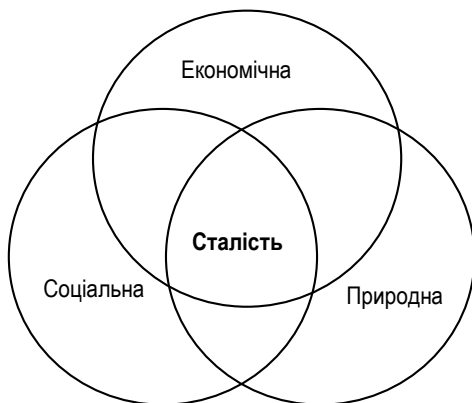 Економічна
Сталість
Соціальна
Природна